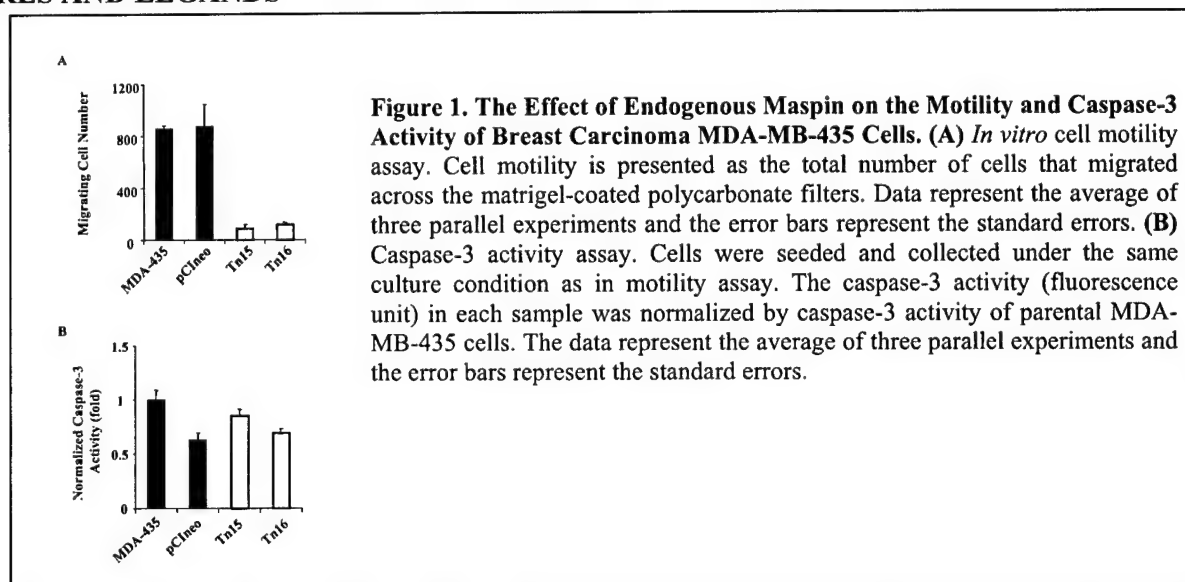 A
1200
800
400
0
Migrating Cell Number
MDA-435
pCIneo
Tn15
Tn16
B
1.5
1
0.5
0
Normalized Caspase-3
Activity (fold)
MDA-435
pCIneo
Tn15
Tn16
Figure 1. The Effect of Endogenous Maspin on the Motility and Caspase-3
Activity of Breast Carcinoma MDA-MB-435 Cells. (A) In vitro cell motility
assay. Cell motility is presented as the total number of cells that migrated
across the matrigel-coated polycarbonate filters. Data represent the average of
three parallel experiments and the error bars represent the standard errors. (B)
Caspase-3 activity assay. Cells were seeded and collected under the same
culture condition as in motility assay. The caspase-3 activity (fluorescence
unit) in each sample was normalized by caspase-3 activity of parental MDA-
MB-435 cells. The data represent the average of three parallel experiments and
the error bars represent the standard errors.